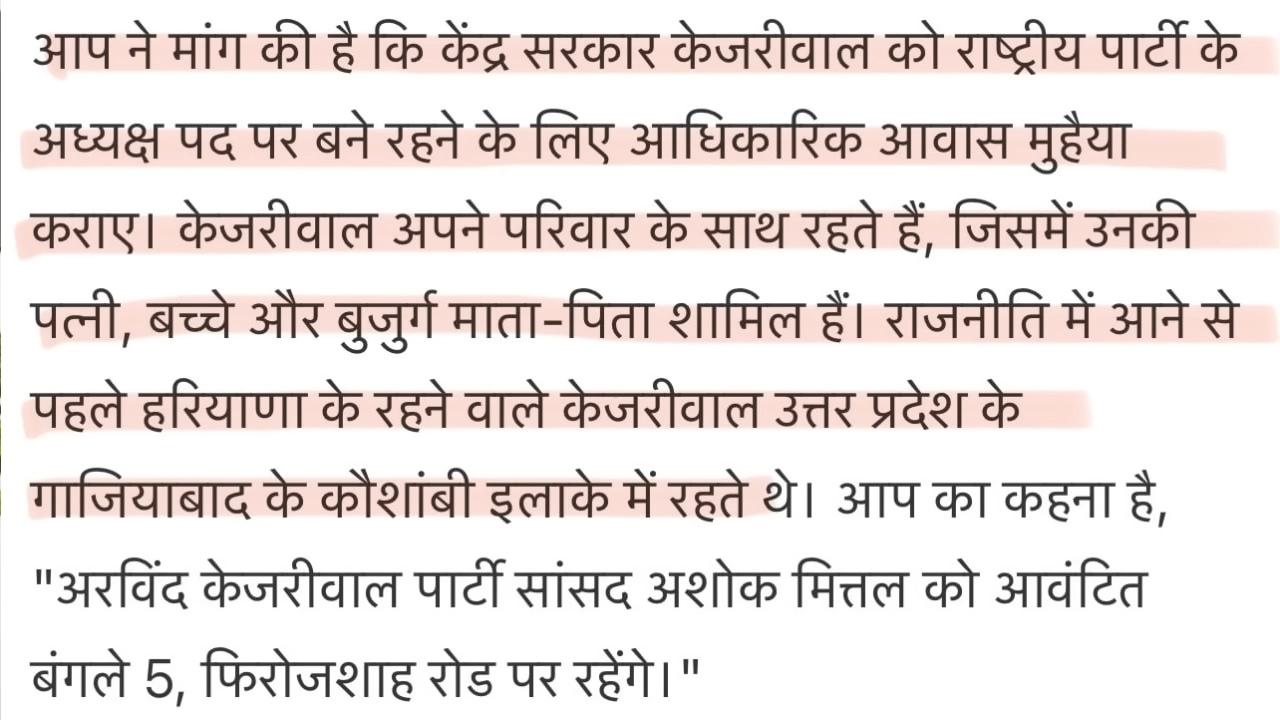 आप ने मांग की है कि केंद्र सरकार केजरीवाल को राष्ट्रीय पार्टी के
अध्यक्ष पद पर बने रहने के लिए आधिकारिक आवास मुहैया
कराए। केजरीवाल अपने परिवार के साथ रहते हैं, जिसमें उनकी
पत्नी, बच्चे और बुजुर्ग माता-पिता शामिल हैं। राजनीति में आने से
पहले हरियाणा के रहने वाले केजरीवाल उत्तर प्रदेश के
गाजियाबाद के कौशांबी इलाके में रहते थे। आप का कहना है,
"अरविंद केजरीवाल पार्टी सांसद अशोक मित्तल को आवंटित
बंगले 5, फिरोजशाह रोड पर रहेंगे।"